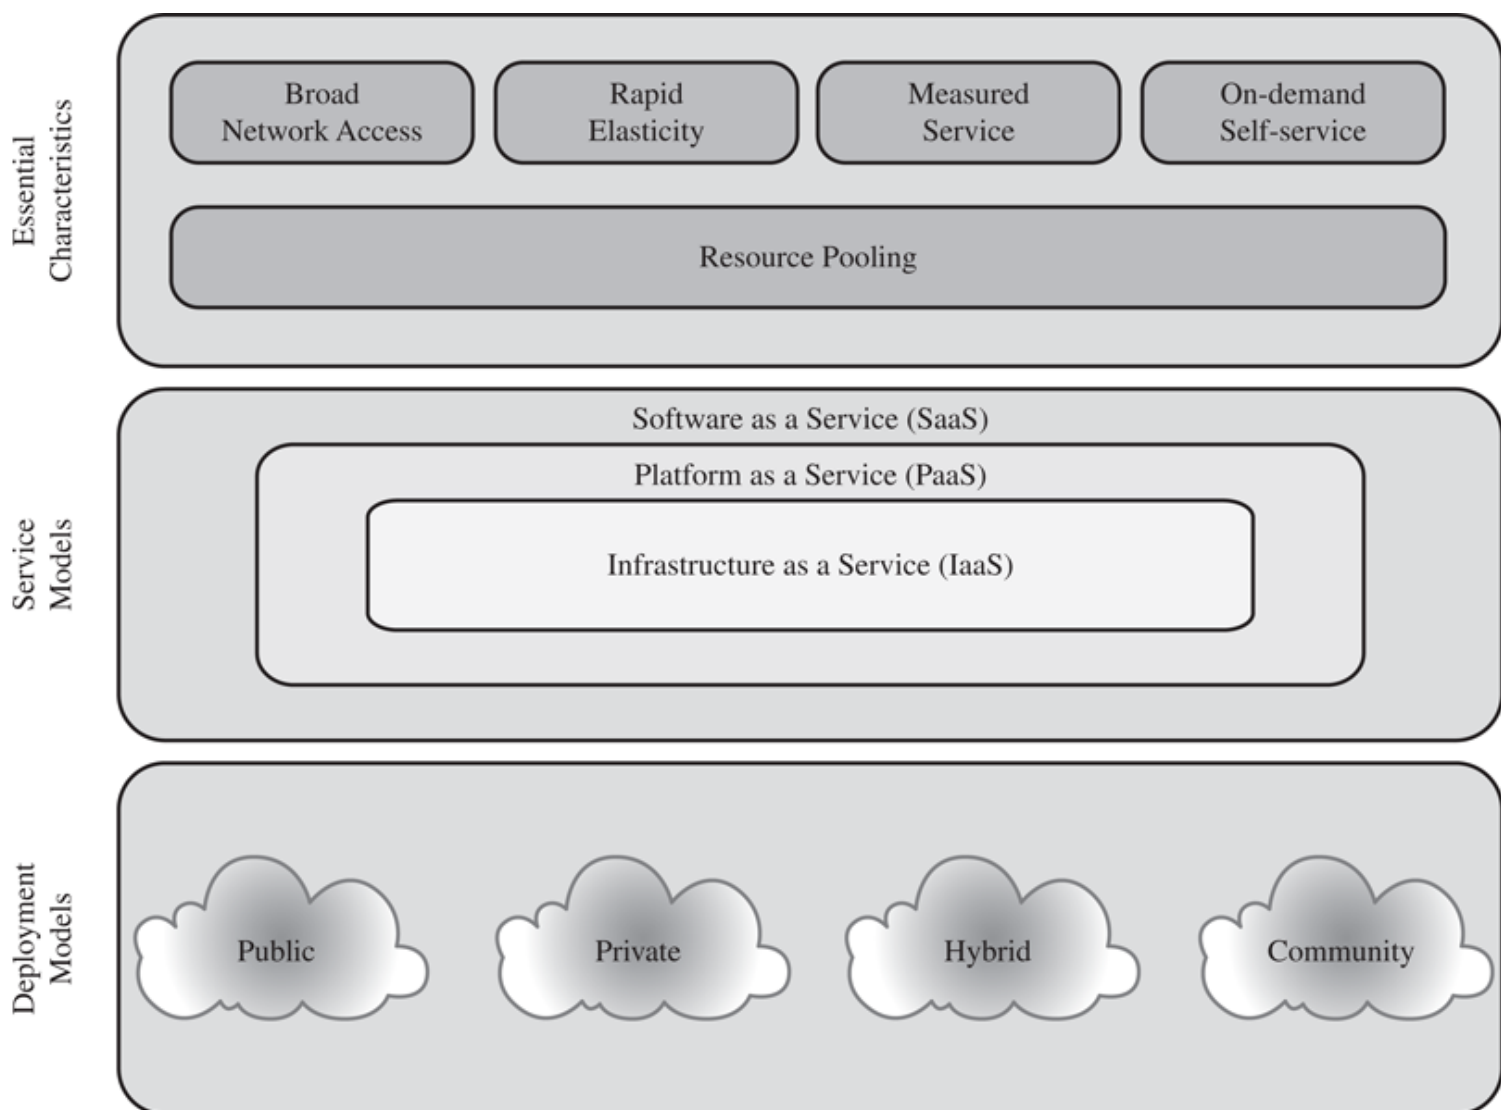 Essential
Characteristics
Broad
Network Access
Rapid
Elasticity
Measured
Service
On-demand
Self-service
Resource Pooling
Service
Models
Software as a Service (SaaS)
Platform as a Service (PaaS)
Infrastructure as a Service (IaaS)
Deployment
Models
Public
Private
Hybrid
Community